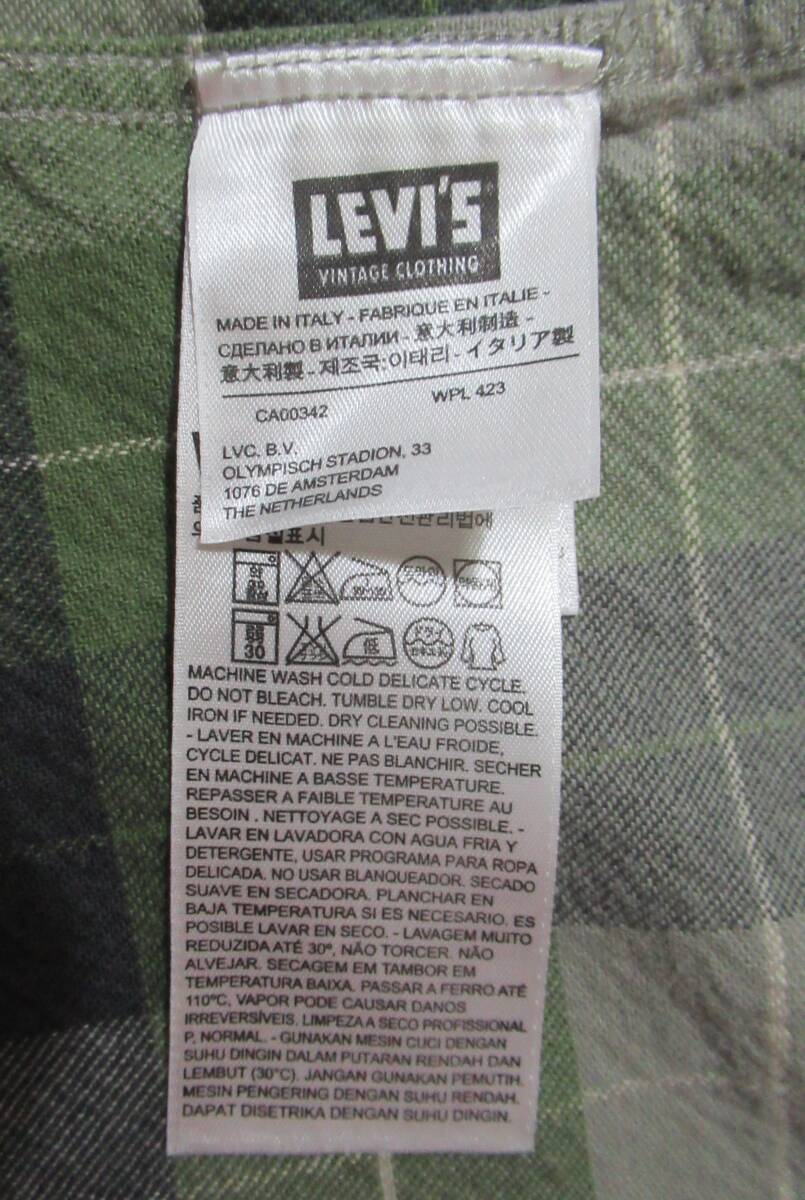 LEVI'S
VINTAGE CLOTHING
MADE IN ITALY - FABRIQUE EN ITALIE -
СДЕЛАНО В ИТАЛИИ - 意大利制造 -
意大利製 - 제조국:이태리 - イタリア製
CA00342 WPL 423
LVC. B.V.
OLYMPISCH STADION, 33
1076 DE AMSTERDAM
THE NETHERLANDS
표시
30 低 ドライ
MACHINE WASH COLD DELICATE CYCLE.
DO NOT BLEACH. TUMBLE DRY LOW. COOL
IRON IF NEEDED. DRY CLEANING POSSIBLE.
- LAVER EN MACHINE A L'EAU FROIDE,
CYCLE DELICAT. NE PAS BLANCHIR. SECHER
EN MACHINE A BASSE TEMPERATURE.
REPASSER A FAIBLE TEMPERATURE AU
BESOIN . NETTOYAGE A SEC POSSIBLE. -
LAVAR EN LAVADORA CON AGUA FRIA Y
DETERGENTE, USAR PROGRAMA PARA ROPA
DELICADA. NO USAR BLANQUEADOR. SECADO
SUAVE EN SECADORA. PLANCHAR EN
BAJA TEMPERATURA SI ES NECESARIO. ES
POSIBLE LAVAR EN SECO. - LAVAGEM MUITO
REDUZIDA ATÉ 30º, NÃO TORCER. NÃO
ALVEJAR. SECAGEM EM TAMBOR EM
TEMPERATURA BAIXA. PASSAR A FERRO ATÉ
110ºC, VAPOR PODE CAUSAR DANOS
IRREVERSÍVEIS. LIMPEZA A SECO PROFISSIONAL
P, NORMAL. - GUNAKAN MESIN CUCI DENGAN
SUHU DINGIN DALAM PUTARAN RENDAH DAN
LEMBUT (30°C). JANGAN GUNAKAN PEMUTIH.
MESIN PENGERING DENGAN SUHU RENDAH.
DAPAT DISETRIKA DENGAN SUHU DINGIN.